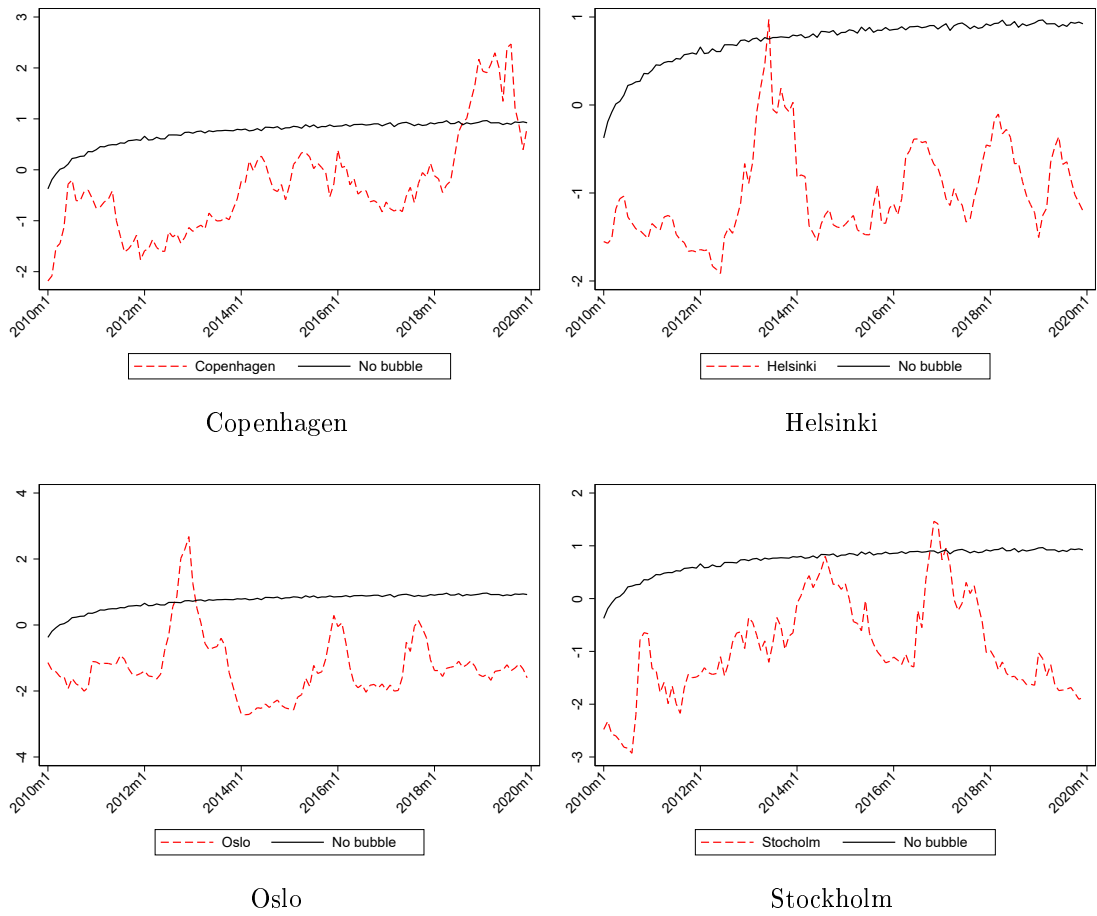 3
2
1
0
-1
-2
2010m1 2012m1 2014m1 2016m1 2018m1 2020m1
Copenhagen No bubble
Copenhagen
1
0
-1
-2
2010m1 2012m1 2014m1 2016m1 2018m1 2020m1
Helsinki No bubble
Helsinki
4
2
0
-2
-4
2010m1 2012m1 2014m1 2016m1 2018m1 2020m1
Oslo No bubble
Oslo
2
1
0
-1
-2
-3
2010m1 2012m1 2014m1 2016m1 2018m1 2020m1
Stocholm No bubble
Stockholm